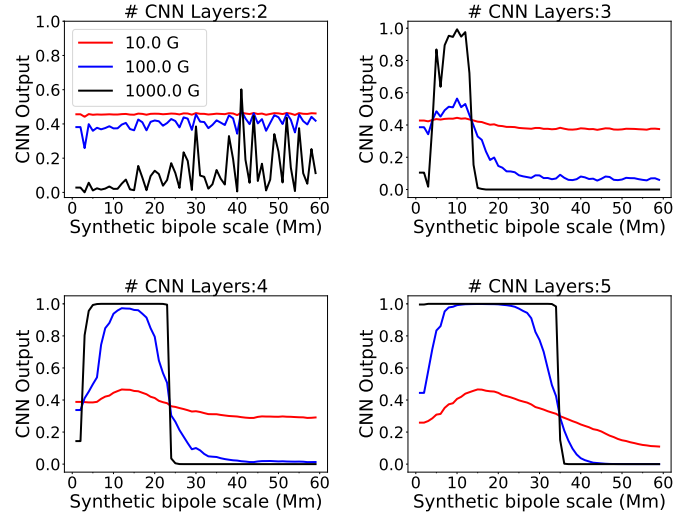 # CNN Layers:2
1.0
0.8
0.6
0.4
0.2
0.0
CNN Output
10.0 G
100.0 G
1000.0 G
0 10 20 30 40 50 60
Synthetic bipole scale (Mm)
# CNN Layers:3
1.0
0.8
0.6
0.4
0.2
0.0
CNN Output
0 10 20 30 40 50 60
Synthetic bipole scale (Mm)
# CNN Layers:4
1.0
0.8
0.6
0.4
0.2
0.0
CNN Output
0 10 20 30 40 50 60
Synthetic bipole scale (Mm)
# CNN Layers:5
1.0
0.8
0.6
0.4
0.2
0.0
CNN Output
0 10 20 30 40 50 60
Synthetic bipole scale (Mm)